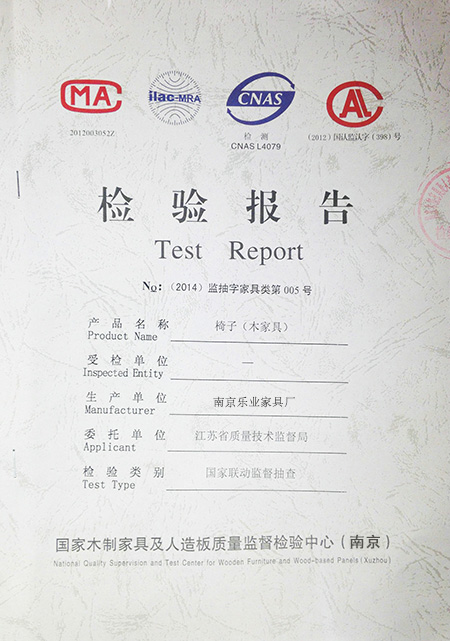 MA
ilac-MRA
CNAS
AL
2012003052Z
检 测
CNAS L4079
(2012)国认监认字(398)号
检 验 报 告
Test Report
No:(2014)监抽字家具类第 005 号
产 品 名 称 椅子（木家具）
Product Name
受 检 单 位 —
Inspected Entity
生 产 单 位 南京乐业家具厂
Manufacturer
委 托 单 位 江苏省质量技术监督局
Applicant
检 验 类 别 国家联动监督抽查
Test Type
国家木制家具及人造板质量监督检验中心（南京）
National Quality Supervision and Test Center for Wooden Furniture and Wood-based Panels (Xuzhou)